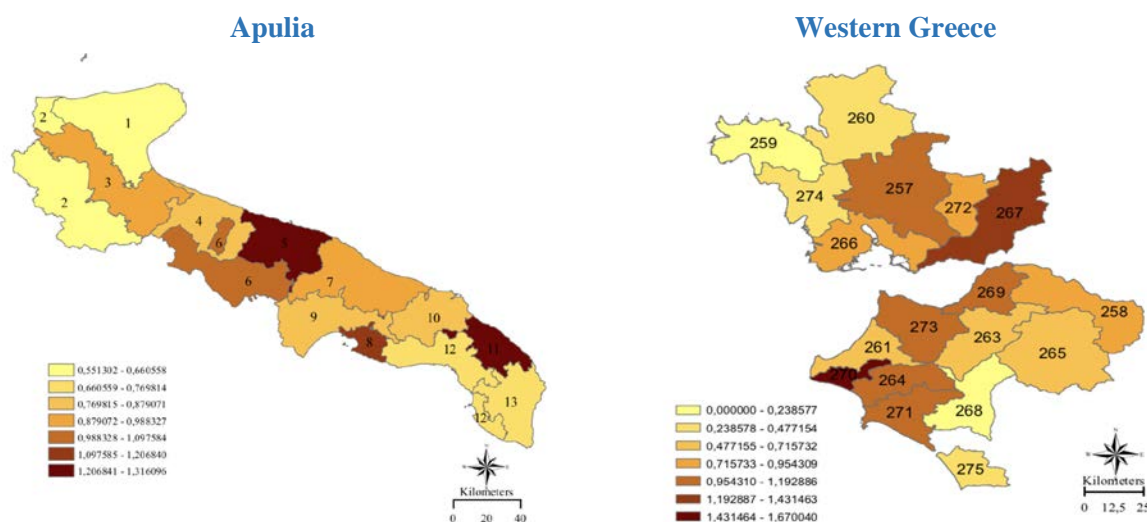 Apulia
Western Greece
2
1
3
2
4
6
5
6
7
9
8
10
12
11
13
12
0,551302 - 0,660558
0,660559 - 0,769814
0,769815 - 0,879071
0,879072 - 0,988327
0,988328 - 1,097584
1,097585 - 1,206840
1,206841 - 1,316096
Kilometers
0 20 40
260
259
257
274
272
267
266
269
258
273
263
261
265
270
264
271
268
275
0,000000 - 0,238577
0,238578 - 0,477154
0,477155 - 0,715732
0,715733 - 0,954309
0,954310 - 1,192886
1,192887 - 1,431463
1,431464 - 1,670040
Kilometers
0 12,5 25